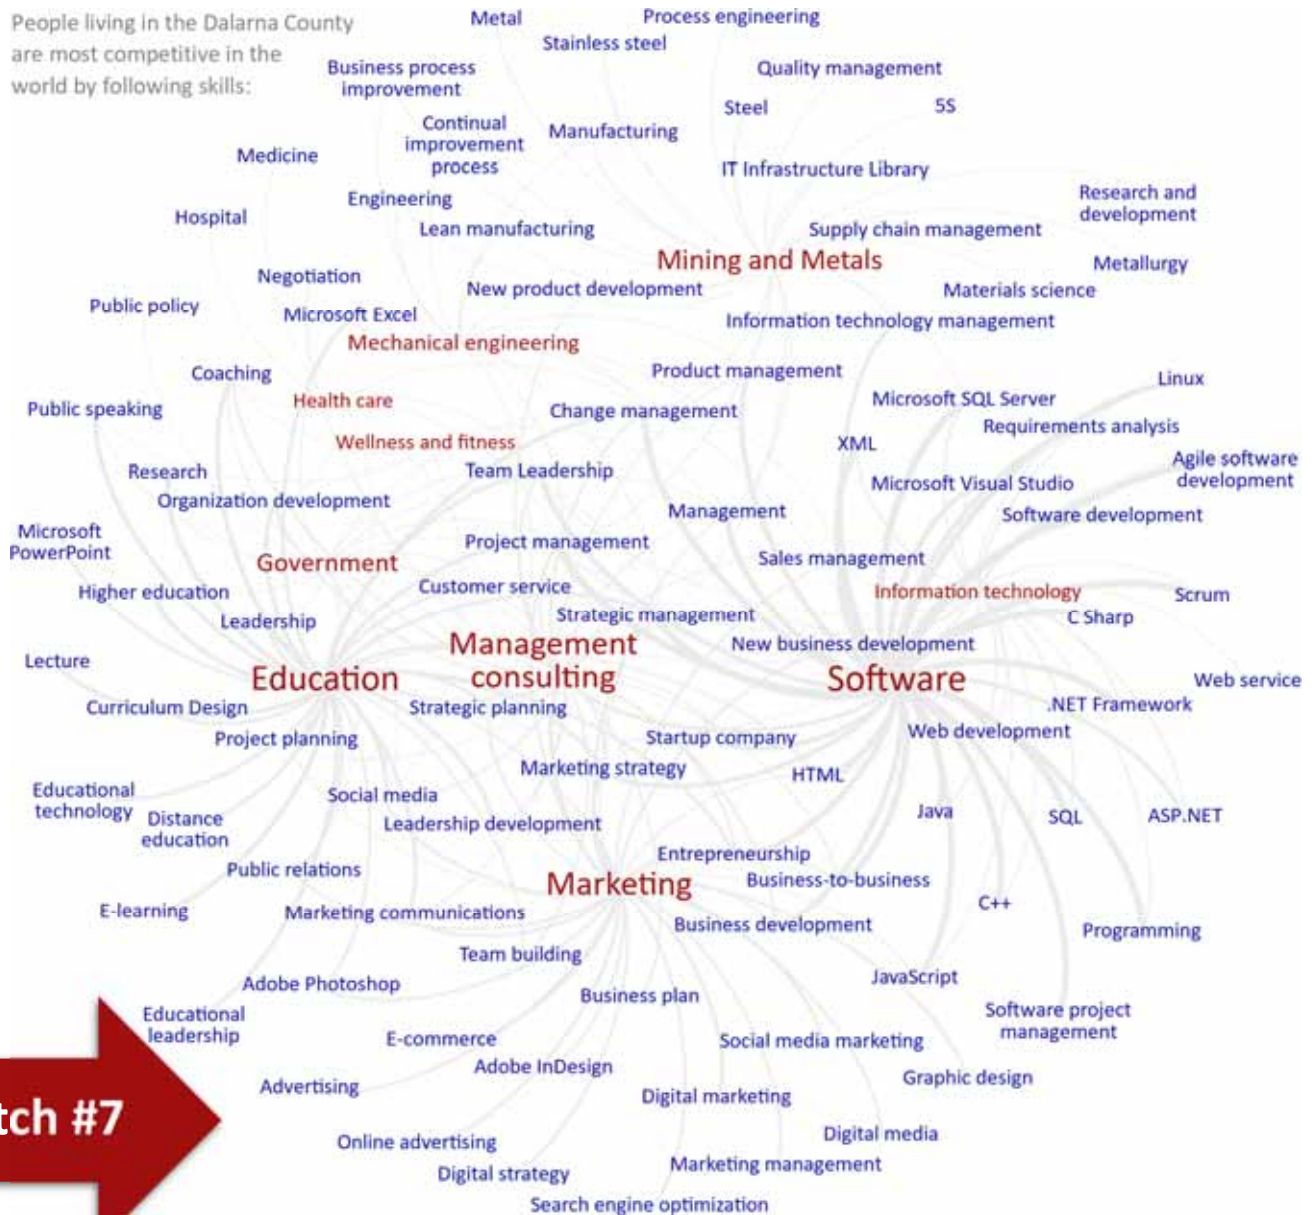 People living in the Dalarna County
are most competitive in the
world by following skills:
Metal
Process engineering
Stainless steel
Business process
improvement
Quality management
Steel
5S
Continual
improvement
process
Manufacturing
Medicine
IT Infrastructure Library
Engineering
Research and
development
Hospital
Lean manufacturing
Supply chain management
Mining and Metals
Metallurgy
Negotiation
New product development
Materials science
Public policy
Microsoft Excel
Information technology management
Mechanical engineering
Coaching
Product management
Linux
Health care
Microsoft SQL Server
Public speaking
Change management
Requirements analysis
Wellness and fitness
XML
Research
Team Leadership
Agile software
development
Organization development
Microsoft Visual Studio
Management
Software development
Microsoft
PowerPoint
Project management
Government
Sales management
Higher education
Customer service
Information technology
Scrum
Leadership
Strategic management
C Sharp
Management
consulting
New business development
Lecture
Education
Software
Web service
Curriculum Design
Strategic planning
.NET Framework
Project planning
Startup company
Web development
Marketing strategy
HTML
Educational
technology
Social media
Distance
education
Leadership development
Java
SQL
ASP.NET
Entrepreneurship
Public relations
Marketing
Business-to-business
E-learning
Marketing communications
C++
Business development
Programming
Team building
Adobe Photoshop
JavaScript
Business plan
Educational
leadership
Software project
management
E-commerce
Social media marketing
Adobe InDesign
Graphic design
Advertising
Digital marketing
tch #7
Online advertising
Digital media
Digital strategy
Marketing management
Search engine optimization